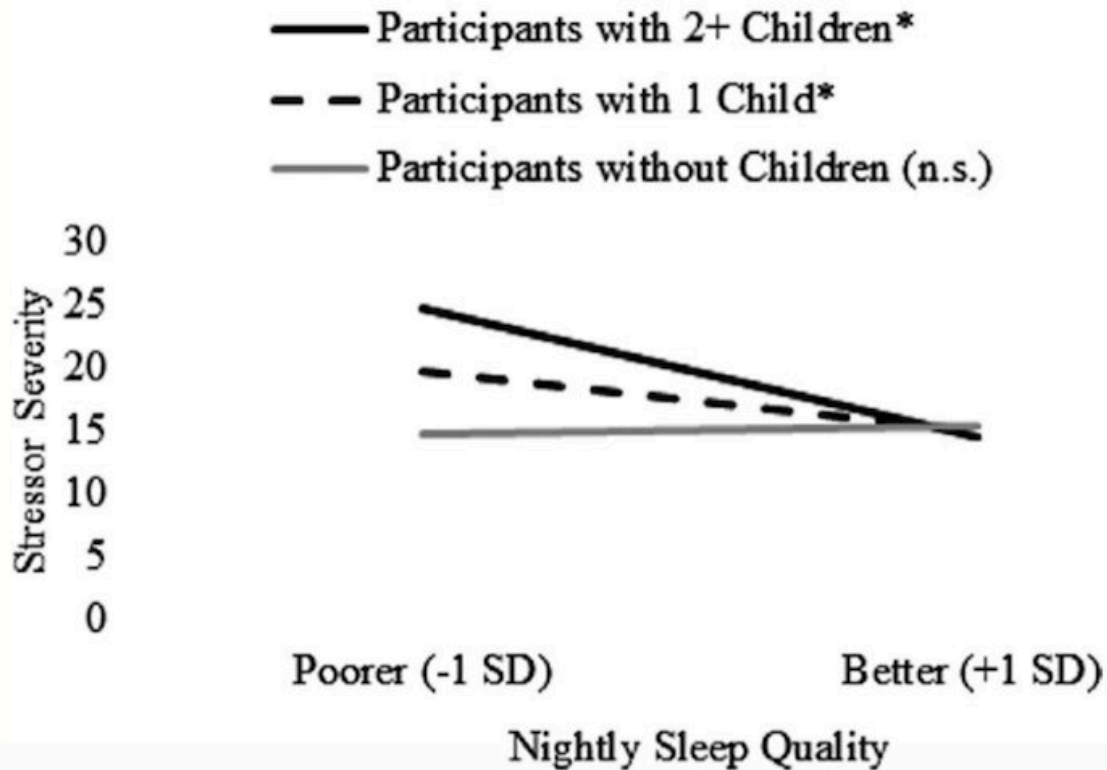 Participants with 2+ Children*
Participants with 1 Child*
Participants without Children (n.s.)
Stressor Severity
30
25
20
15
10
5
0
Poorer (-1 SD)
Better (+1 SD)
Nightly Sleep Quality